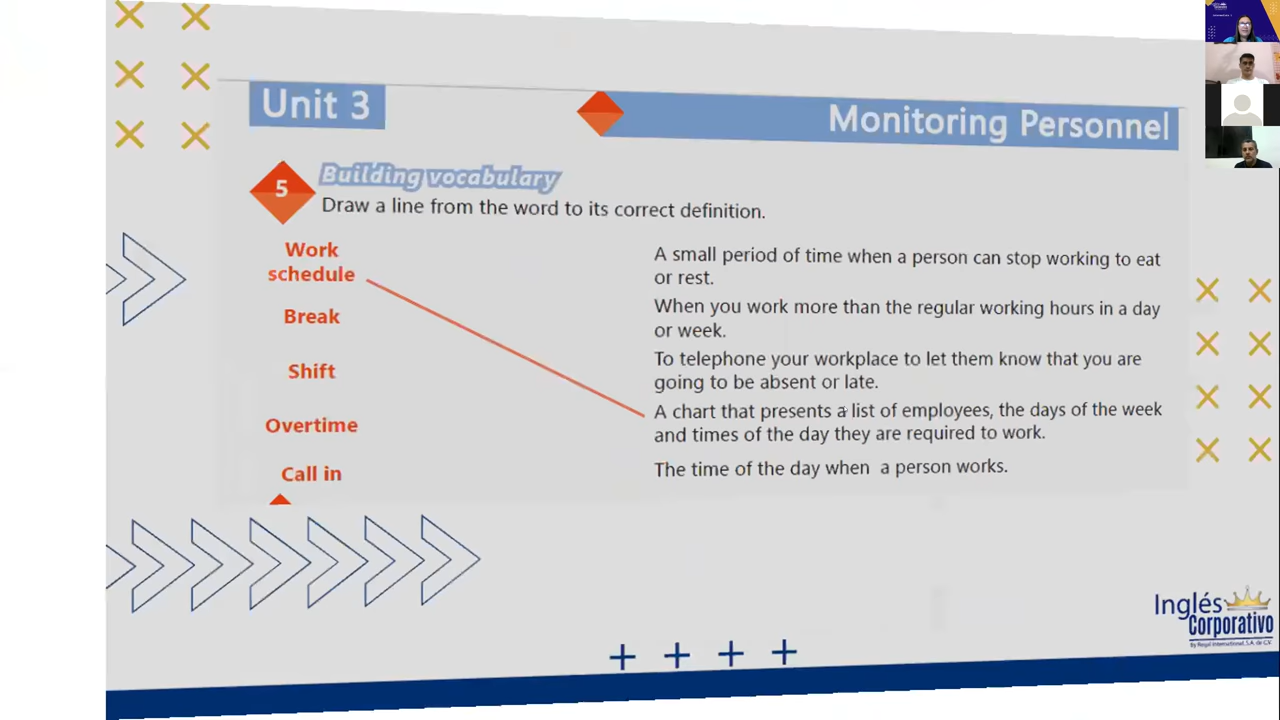 Unit 3
Monitoring Personnel
5
Building vocabulary
Draw a line from the word to its correct definition.
Work
schedule
Break
Shift
Overtime
Call in
A small period of time when a person can stop working to eat
or rest.
When you work more than the regular working hours in a day
or week.
To telephone your workplace to let them know that you are
going to be absent or late.
A chart that presents a list of employees, the days of the week
and times of the day they are required to work.
The time of the day when a person works.
Inglés
Corporativo
by Royal International, S.A. de C.V.